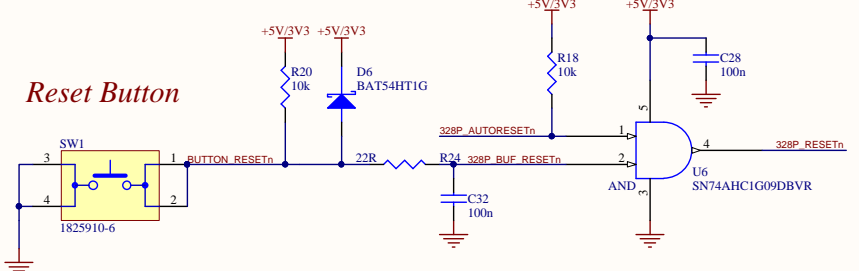 +5V/3V3
+5V/3V3
+5V/3V3
+5V/3V3
R20
10k
D6
BAT54HT1G
R18
10k
C28
100n
Reset Button
5
328P_AUTORESETn
1
4
328P_RESETn
SW1
3
1
BUTTON_RESETn
22R
R24
328P_BUF_RESETn
2
U6
AND
3
SN74AHC1G09DBVR
4
2
C32
100n
1825910-6